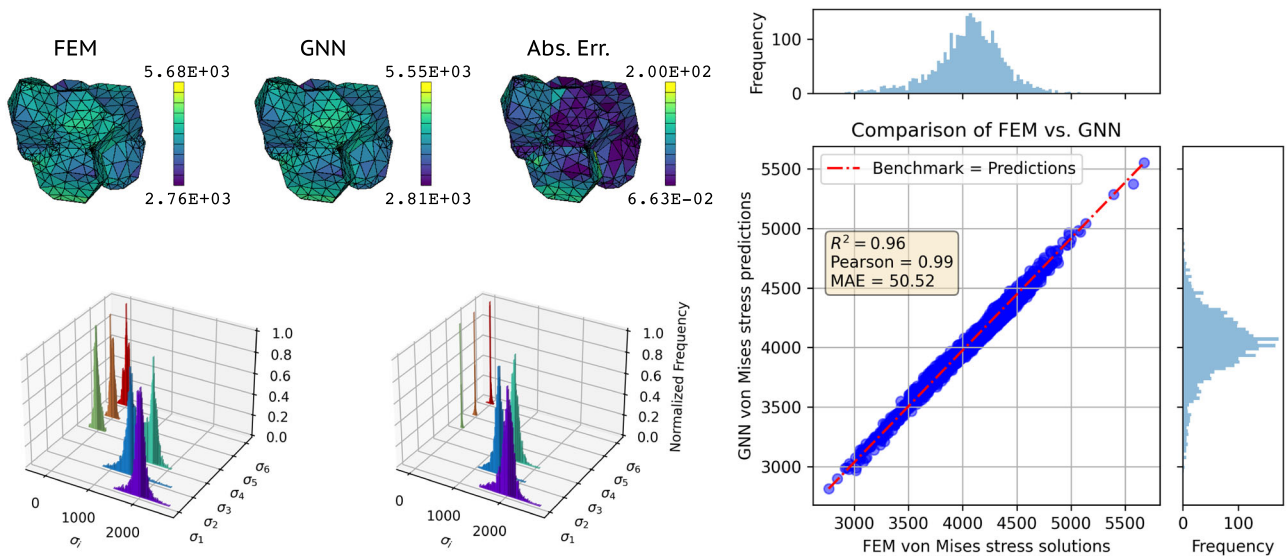 FEM
GNN
Abs. Err.
5.68E+03
5.55E+03
2.00E+02
2.76E+03
2.81E+03
6.63E-02
1.0
0.8
0.6
0.4
0.2
0.0
0
1000
2000
σᵢ
σ₁
σ₂
σ₃
σ₄
σ₅
σ₆
1.0
0.8
0.6
0.4
0.2
0.0
Normalized Frequency
0
1000
2000
σᵢ
σ₁
σ₂
σ₃
σ₄
σ₅
σ₆
Frequency
100
0
Comparison of FEM vs. GNN
Benchmark = Predictions
R² = 0.96
Pearson = 0.99
MAE = 50.52
GNN von Mises stress predictions
5500
5000
4500
4000
3500
3000
3000 3500 4000 4500 5000 5500
FEM von Mises stress solutions
0 100
Frequency